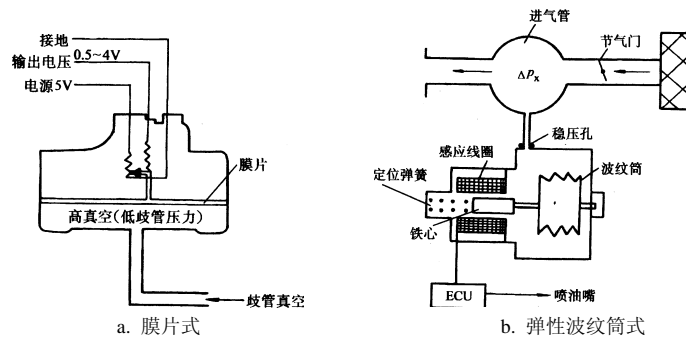 接地
输出电压0.5~4V
电源5V
膜片
高真空(低歧管压力)
歧管真空
a. 膜片式
进气管
节气门
Δpx
稳压孔
感应线圈
波纹筒
定位弹簧
铁心
ECU
喷油嘴
b. 弹性波纹筒式